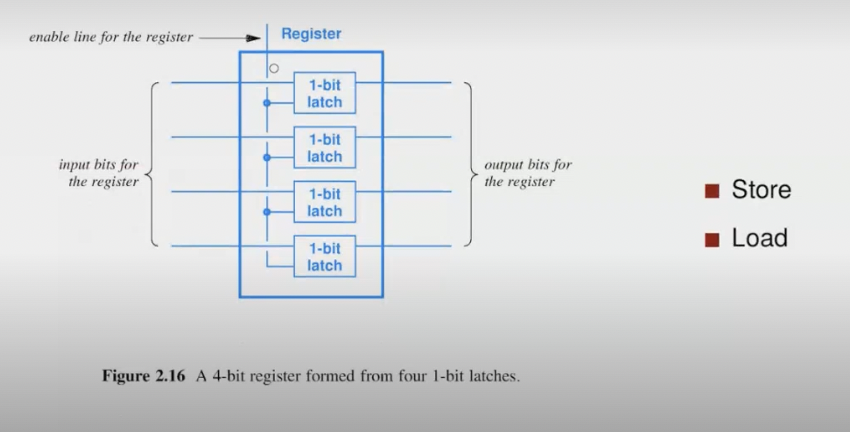 enable line for the register
Register
1-bit
latch
1-bit
latch
input bits for
the register
output bits for
the register
1-bit
latch
1-bit
latch
Store
Load
Figure 2.16 A 4-bit register formed from four 1-bit latches.